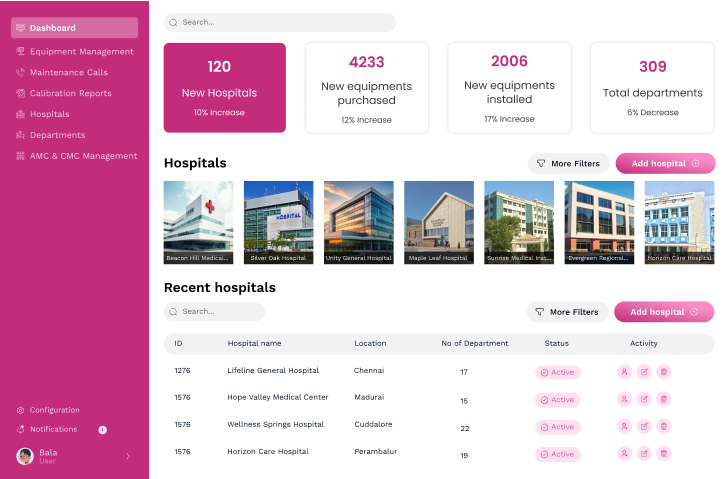 Dashboard
Equipment Management
Maintenance Calls
Calibration Reports
Hospitals
Departments
AMC & CMC Management
Configuration
Notifications
Bala
User
Search...
120
New Hospitals
10% Increase
4233
New equipments
purchased
12% Increase
2006
New equipments
installed
17% Increase
309
Total departments
6% Decrease
Hospitals
More Filters
Add hospital
HOSPITAL
Beacon Hill Medical...
Silver Oak Hospital
Unity General Hospital
Maple Leaf Hospital
Sunrise Medical Inst...
Evergreen Regional...
Horizon Care Hospital
Recent hospitals
Search...
More Filters
Add hospital
ID Hospital name Location No of Department Status Activity
1276 Lifeline General Hospital Chennai 17 Active
1576 Hope Valley Medical Center Madurai 15 Active
1576 Wellness Springs Hospital Cuddalore 22 Active
1576 Horizon Care Hospital Perambalur 19 Active